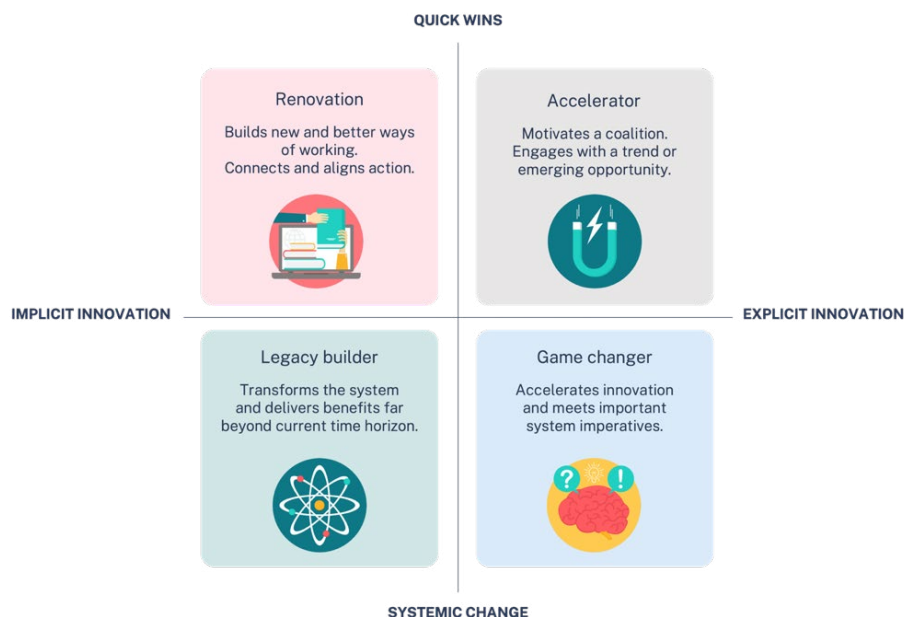 QUICK WINS
Renovation
Builds new and better ways
of working.
Connects and aligns action.
Accelerator
Motivates a coalition.
Engages with a trend or
emerging opportunity.
IMPLICIT INNOVATION
EXPLICIT INNOVATION
Legacy builder
Transforms the system
and delivers benefits far
beyond current time horizon.
Game changer
Accelerates innovation
and meets important
system imperatives.
?
!
SYSTEMIC CHANGE